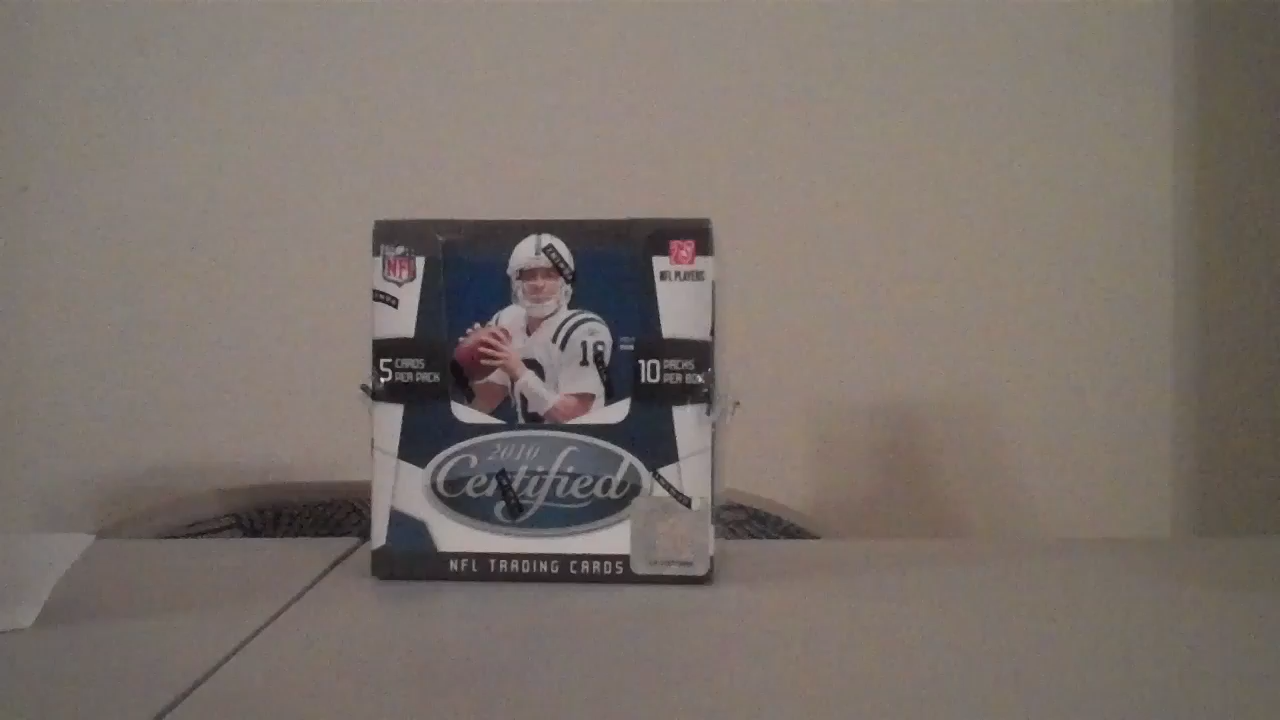 NFL
NFL PLAYERS
18
5 CARDS
PER PACK
10 PACKS
PER BOX
2010
Certified
NFL TRADING CARDS